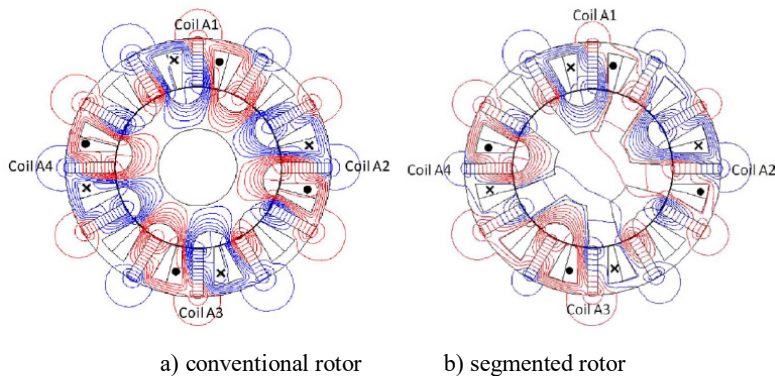 Coil A1
Coil A1
Coil A4
Coil A2
Coil A4
Coil A2
Coil A3
Coil A3
a) conventional rotor
b) segmented rotor